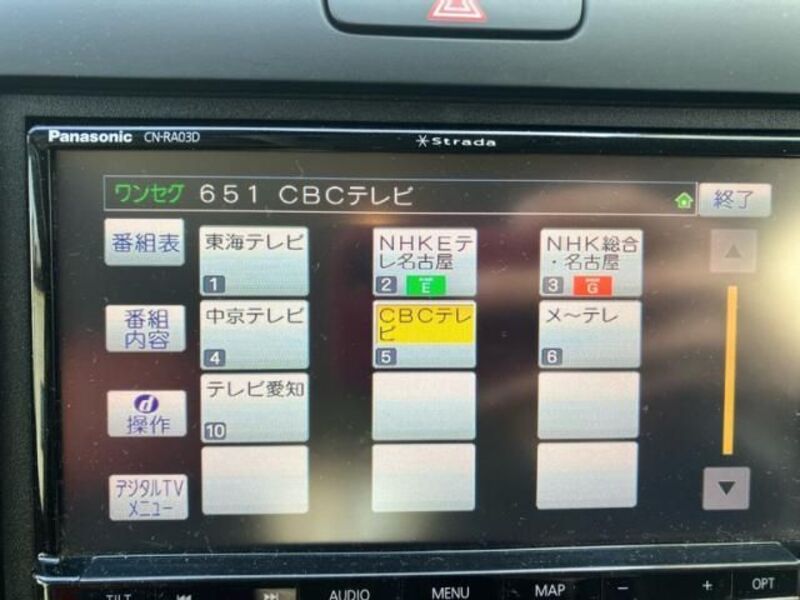 Panasonic CN-RA03D
Strada
ワンセグ 651 CBCテレビ
終了
番組表
東海テレビ
1
NHKEテ
レ名古屋
2 E
NHK総合
・名古屋
3 G
番組
内容
中京テレビ
4
CBCテレ
ビ
5
メ〜テレ
6
d
操作
テレビ愛知
10
デジタルTV
メニュー
TILT
AUDIO
MENU
MAP
−
+
OPT